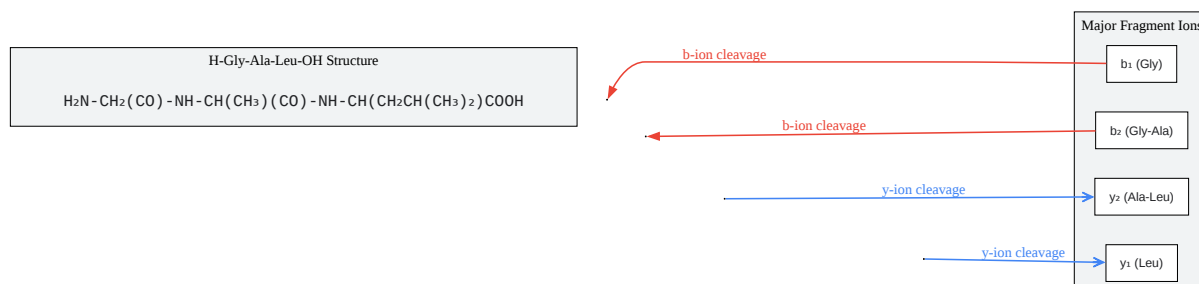 Major Fragment Ions
H-Gly-Ala-Leu-OH Structure
H₂N-CH₂(CO)-NH-CH(CH₃)(CO)-NH-CH(CH₂CH(CH₃)₂)COOH
b-ion cleavage
b₁ (Gly)
b-ion cleavage
b₂ (Gly-Ala)
y-ion cleavage
y₂ (Ala-Leu)
y-ion cleavage
y₁ (Leu)